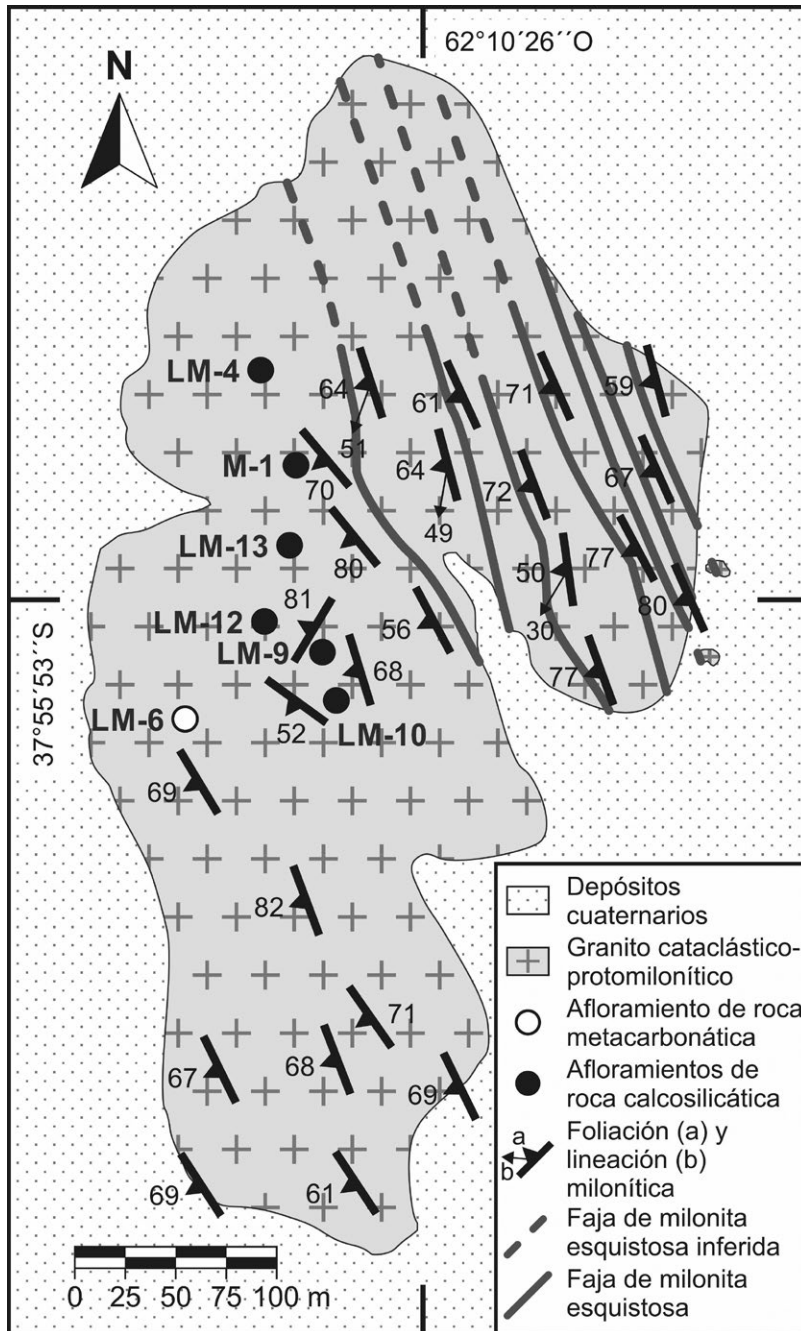 62°10´26´´O
N
LM-4
64
61
71
59
51
M-1
70
64
72
67
49
LM-13
80
50
77
81
LM-12
56
80
30
37°55´53´´S
LM-9
68
77
LM-6
52
LM-10
69
82
71
67
68
69
69
61
0 25 50 75 100 m
Depósitos
cuaternarios
Granito cataclástico-
protomilonítico
Afloramiento de roca
metacarbonática
Afloramientos de
roca calcosilicática
a
b
Foliación (a) y
lineación (b)
milonítica
Faja de milonita
esquistosa inferida
Faja de milonita
esquistosa